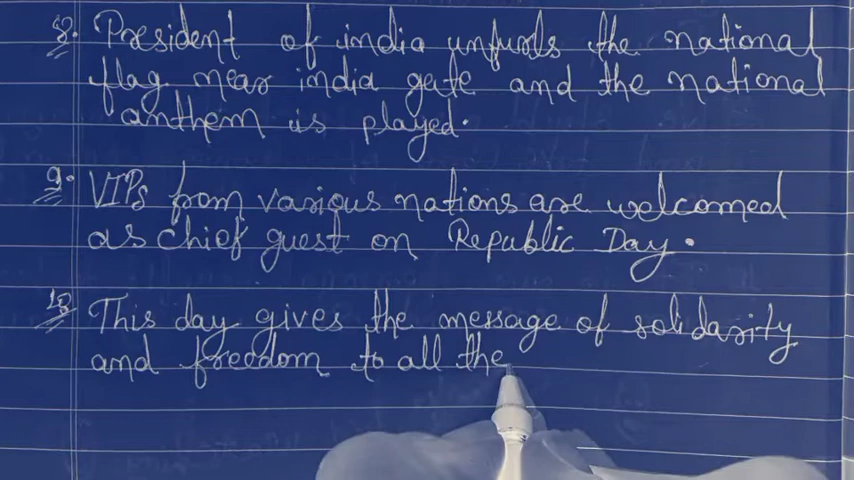 8. President of india unfurls the national
flag near india gate and the national
anthem is played.
9. VIPs from various nations are welcomed
as chief guest on Republic Day.
10 This day gives the message of solidarity
and freedom to all the